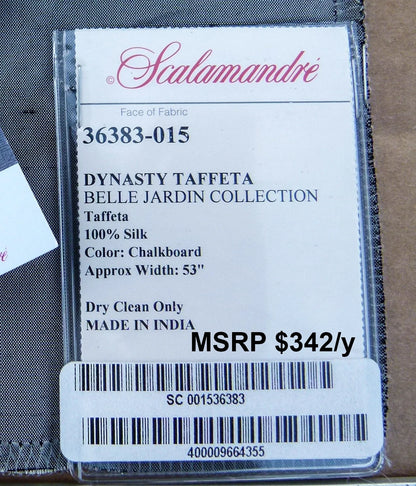 © Scalamandré
Face of Fabric
36383-015
DYNASTY TAFFETA
BELLE JARDIN COLLECTION
Taffeta
100% Silk
Color: Chalkboard
Approx Width: 53"
Dry Clean Only
MADE IN INDIA
MSRP $342/y
SC 001536383
400009664355
ré